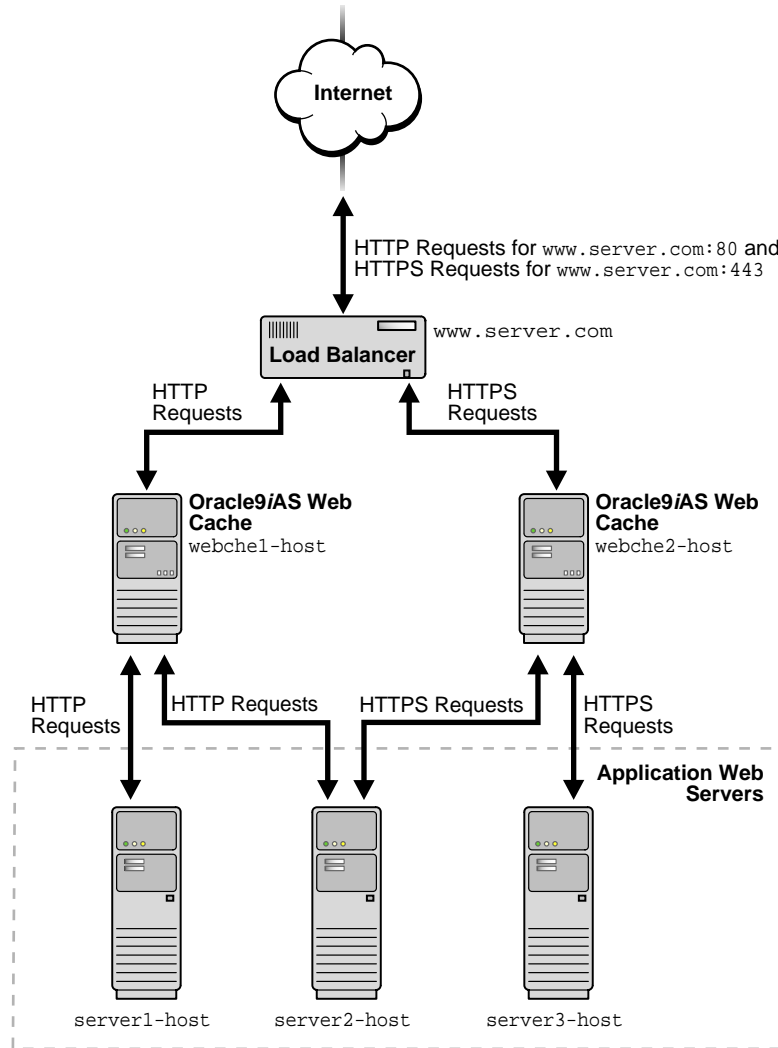 Internet
HTTP Requests for www.server.com:80 and
HTTPS Requests for www.server.com:443
www.server.com
Load Balancer
HTTP
Requests
HTTPS
Requests
Oracle9iAS Web
Cache
webche1-host
Oracle9iAS Web
Cache
webche2-host
HTTP
Requests
HTTP Requests
HTTPS Requests
HTTPS
Requests
Application Web
Servers
server1-host
server2-host
server3-host